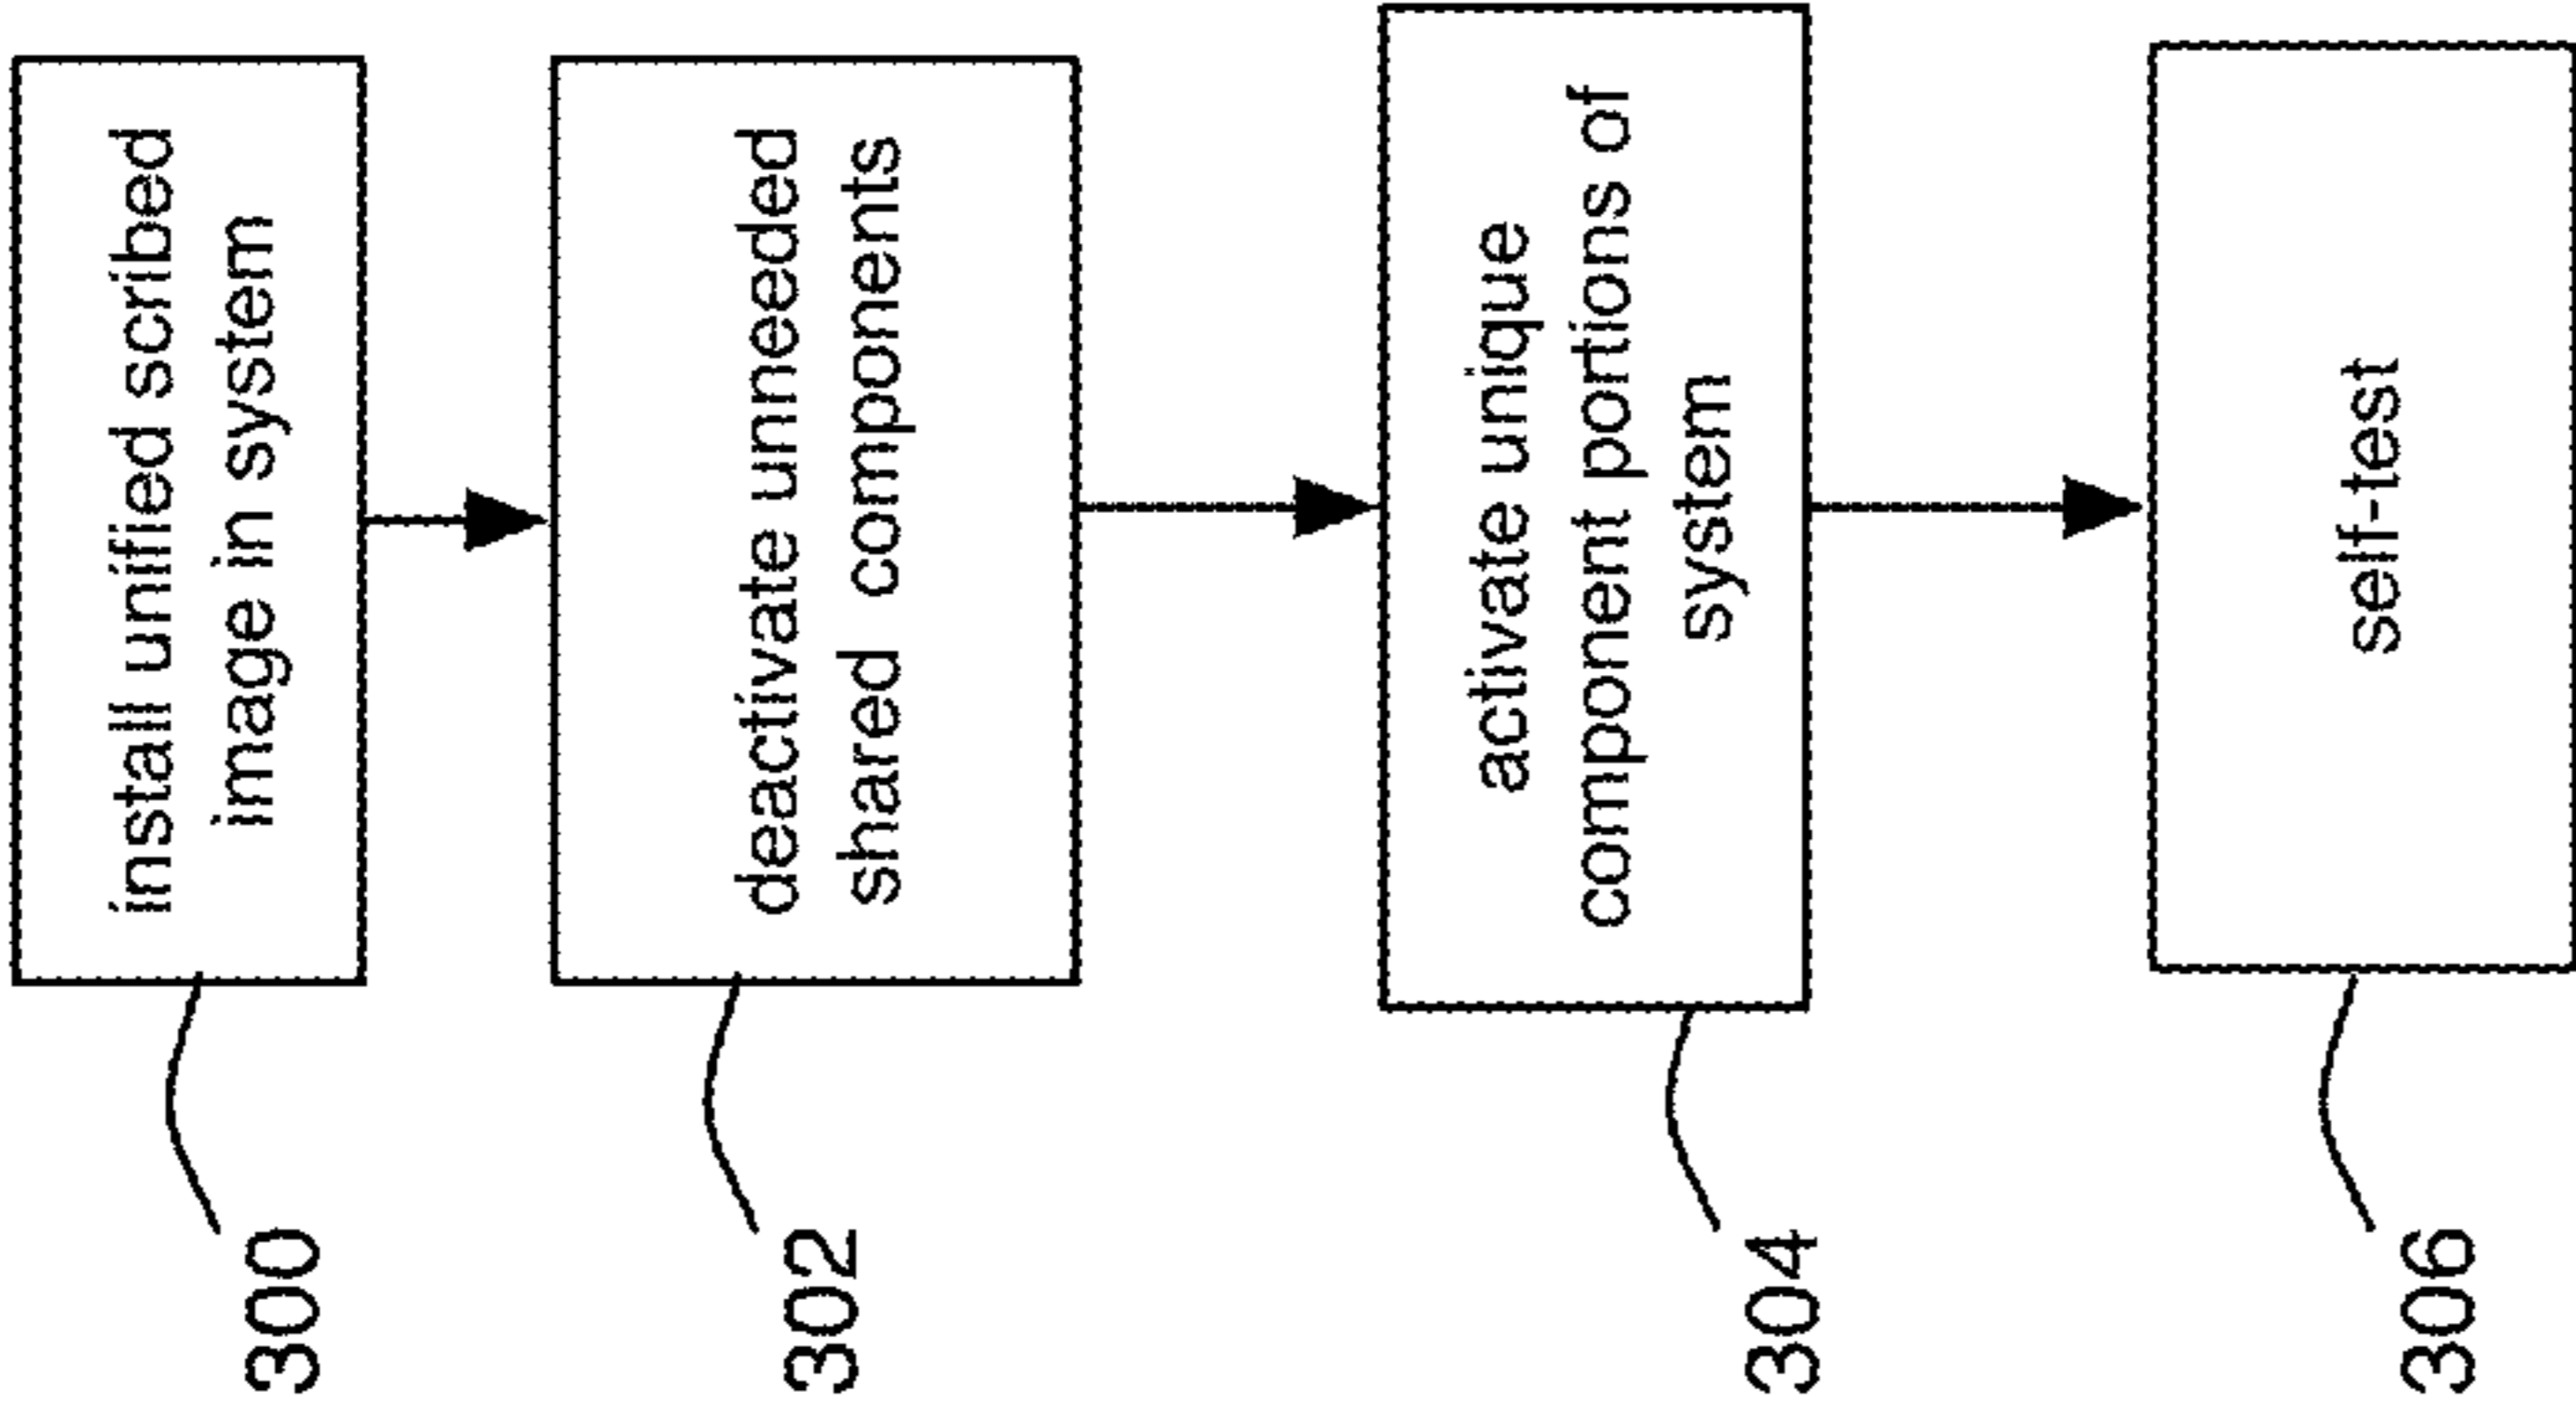 install unified scribed
image in system
300
deactivate unneeded
shared components
302
activate unique
component portions of
system
304
self-test
306